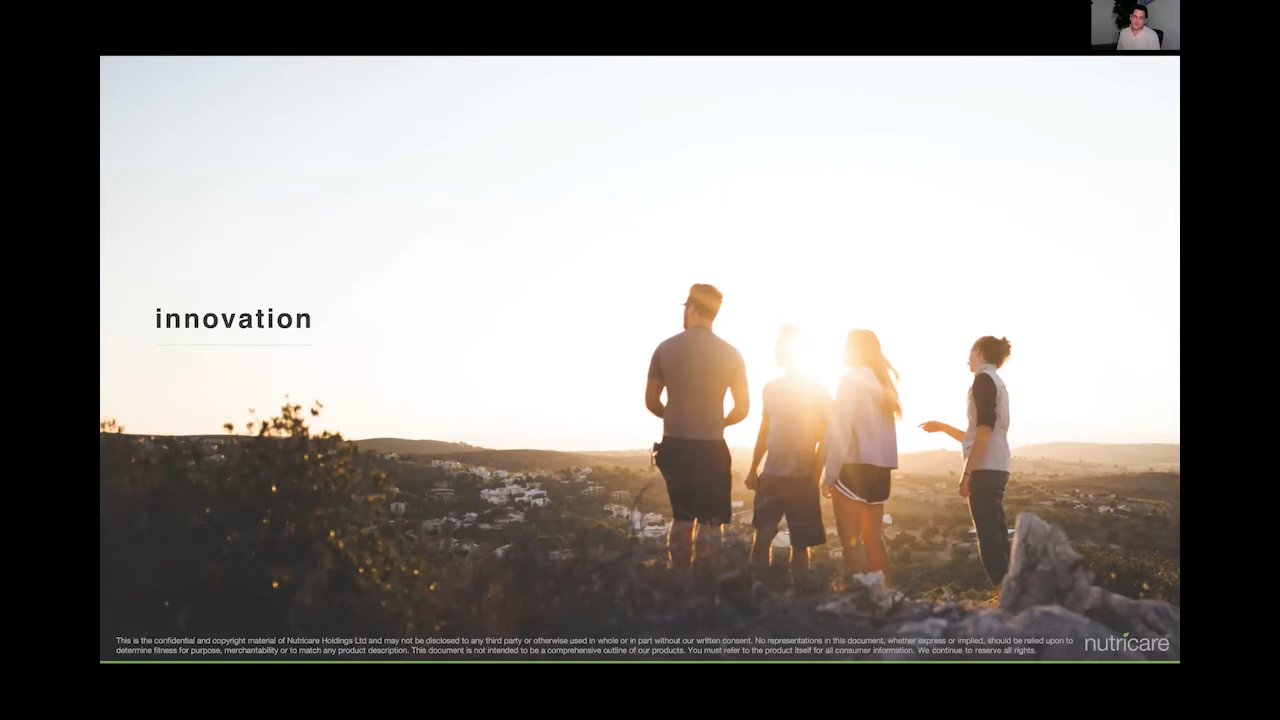 innovation
This is the confidential and copyright material of Nutricare Holdings Ltd and may not be disclosed to any third party or otherwise used in whole or in part without our written consent. No representations in this document, whether express or implied, should be relied upon to
determine fitness for purpose, merchantability or to match any product description. This document is not intended to be a comprehensive outline of our products. You must refer to the product itself for all consumer information. We continue to reserve all rights.
nutricare